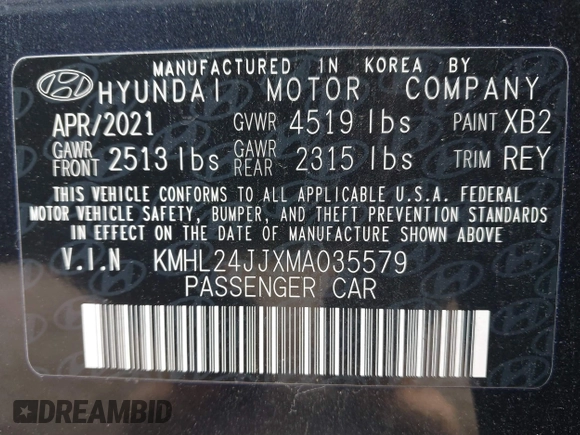 MANUFACTURED IN KOREA BY
HYUNDAI MOTOR COMPANY
APR/2021 GVWR 4519 lbs PAINT XB2
GAWR FRONT 2513 lbs GAWR REAR 2315 lbs TRIM REY
THIS VEHICLE CONFORMS TO ALL APPLICABLE U.S.A. FEDERAL
MOTOR VEHICLE SAFETY, BUMPER, AND THEFT PREVENTION STANDARDS
IN EFFECT ON THE DATE OF MANUFACTURE SHOWN ABOVE
V.I.N KMHL24JJXMA035579
PASSENGER CAR
DREAMBID